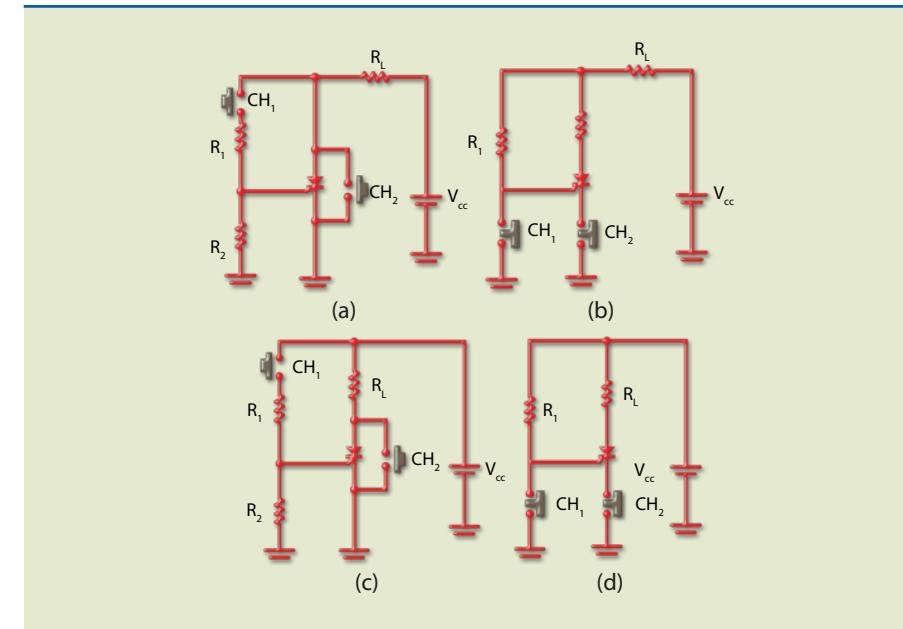 R_L
R_L
CH_1
R_1
R_1
CH_2
V_cc
V_cc
CH_1
CH_2
R_2
(a)
(b)
CH_1
R_L
R_L
R_1
R_1
CH_2
V_cc
V_cc
R_2
CH_1
CH_2
(c)
(d)